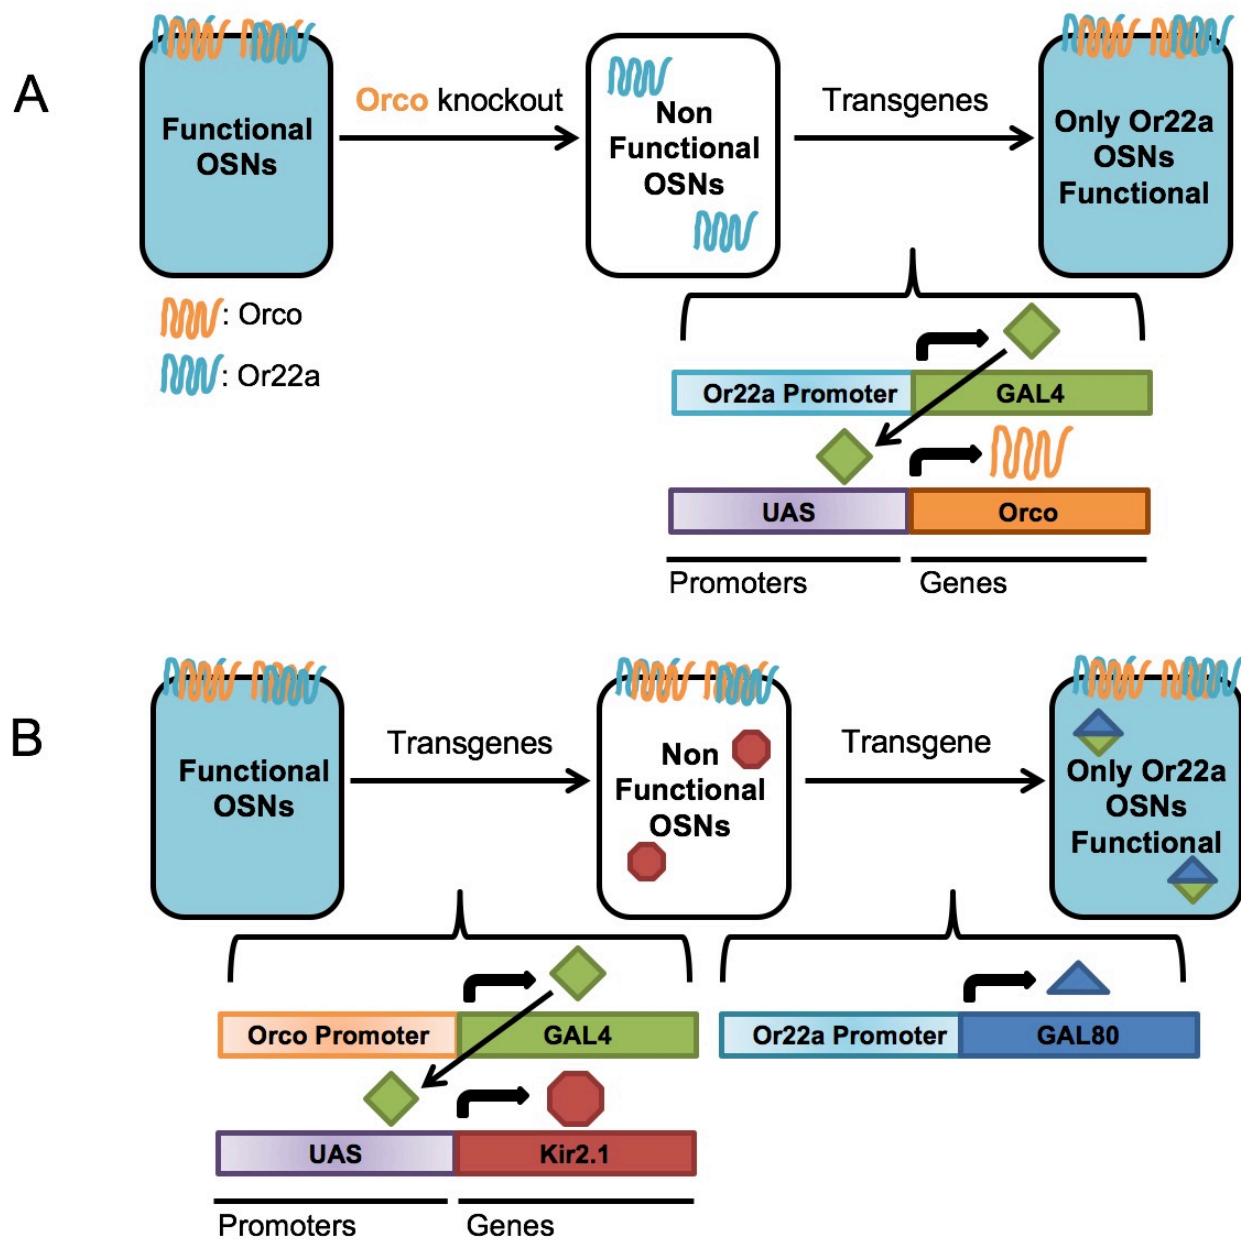 A
Functional
OSNs
Orco knockout
Non
Functional
OSNs
Transgenes
Only Or22a
OSNs
Functional
: Orco
: Or22a
Or22a Promoter
GAL4
UAS
Orco
Promoters
Genes
B
Functional
OSNs
Transgenes
Non
Functional
OSNs
Transgene
Only Or22a
OSNs
Functional
Orco Promoter
GAL4
Or22a Promoter
GAL80
UAS
Kir2.1
Promoters
Genes